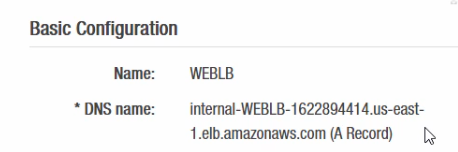 Basic Configuration
Name: WEBLB
* DNS name: internal-WEBLB-1622894414.us-east-
1.elb.amazonaws.com (A Record)